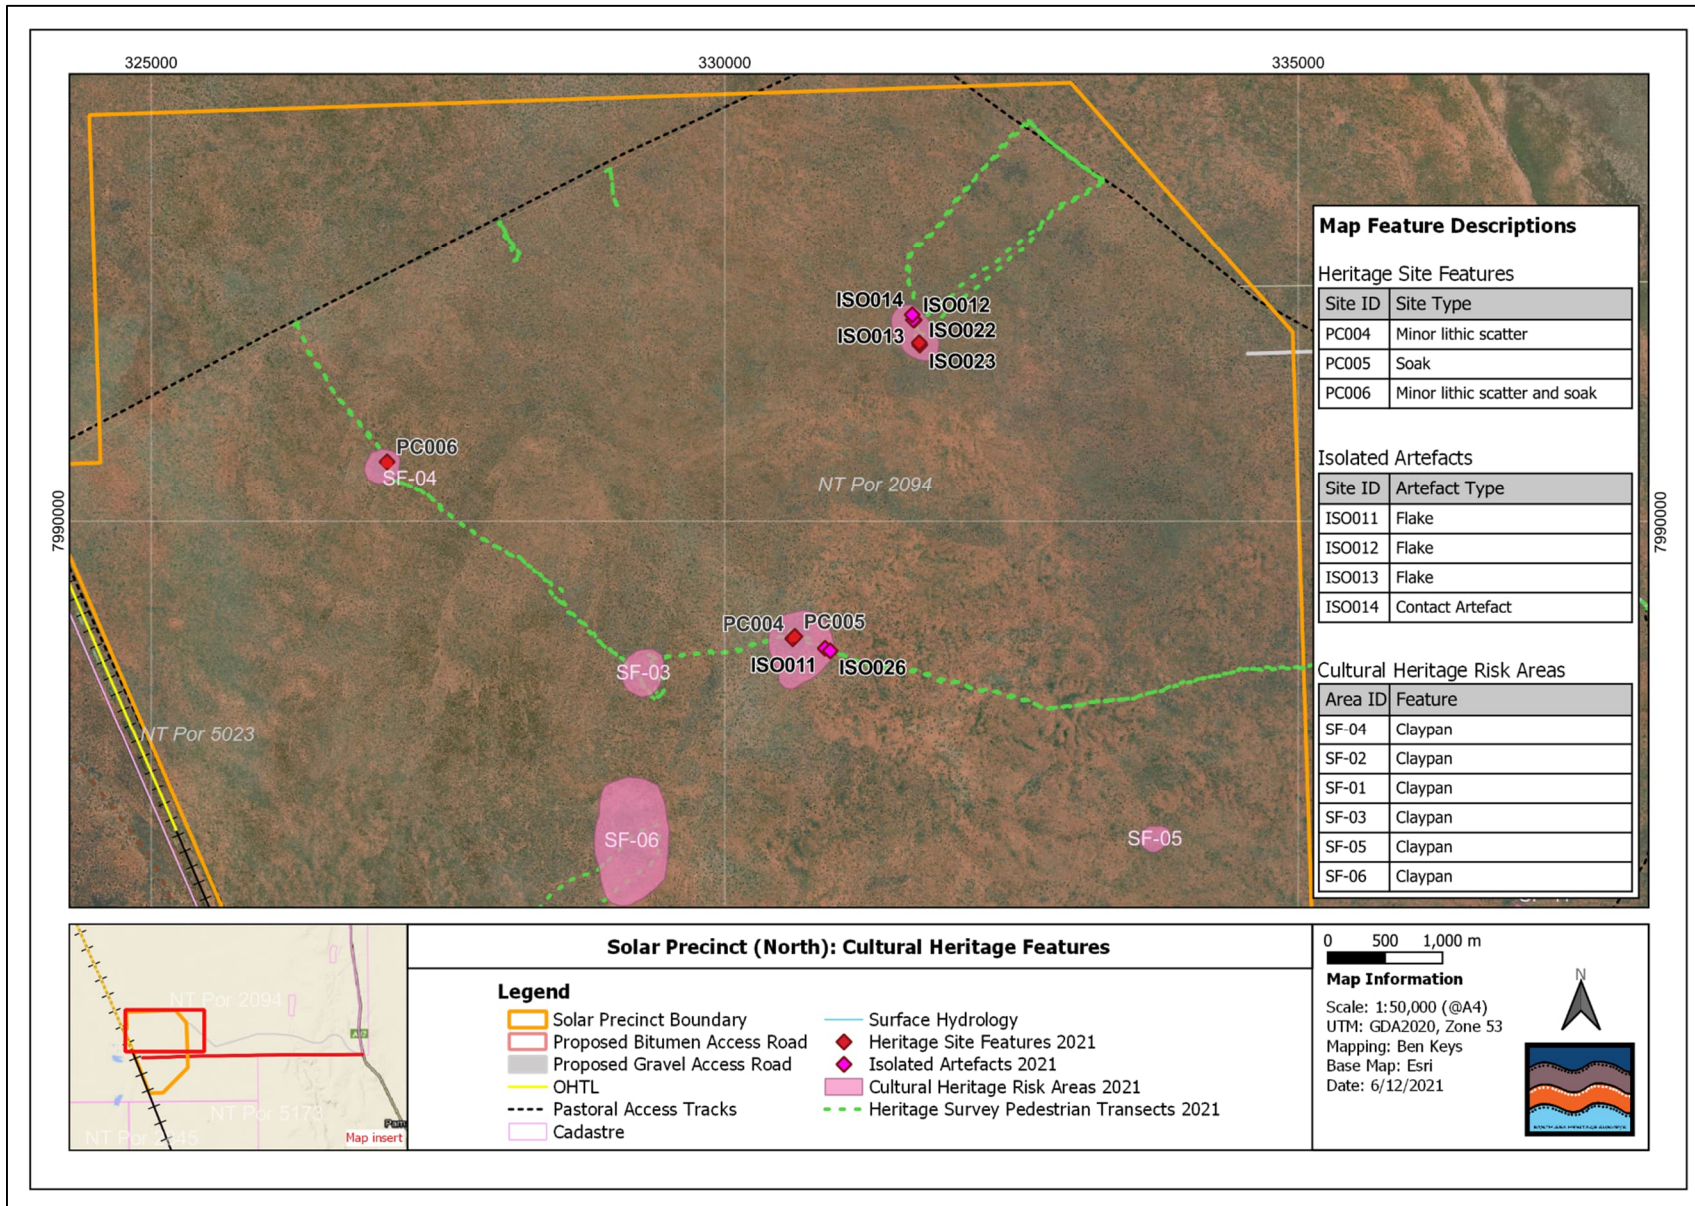 325000 330000 335000
7990000
7990000
ISO014 ISO012
ISO013 ISO022
ISO023
PC006
SF-04
NT Por 2094
PC004 PC005
ISO011 ISO026
SF-03
NT Por 5023
SF-06
SF-05
Map Feature Descriptions
Heritage Site Features
Site ID Site Type
PC004 Minor lithic scatter
PC005 Soak
PC006 Minor lithic scatter and soak
Isolated Artefacts
Site ID Artefact Type
ISO011 Flake
ISO012 Flake
ISO013 Flake
ISO014 Contact Artefact
Cultural Heritage Risk Areas
Area ID Feature
SF-04 Claypan
SF-02 Claypan
SF-01 Claypan
SF-03 Claypan
SF-05 Claypan
SF-06 Claypan
NT Por 2094
NT Por 5173
NT Por
Map insert
Solar Precinct (North): Cultural Heritage Features
Legend
Solar Precinct Boundary
Proposed Bitumen Access Road
Proposed Gravel Access Road
OHTL
Pastoral Access Tracks
Cadastre
Surface Hydrology
Heritage Site Features 2021
Isolated Artefacts 2021
Cultural Heritage Risk Areas 2021
Heritage Survey Pedestrian Transects 2021
0 500 1,000 m
Map Information
Scale: 1:50,000 (@A4)
UTM: GDA2020, Zone 53
Mapping: Ben Keys
Base Map: Esri
Date: 6/12/2021
N